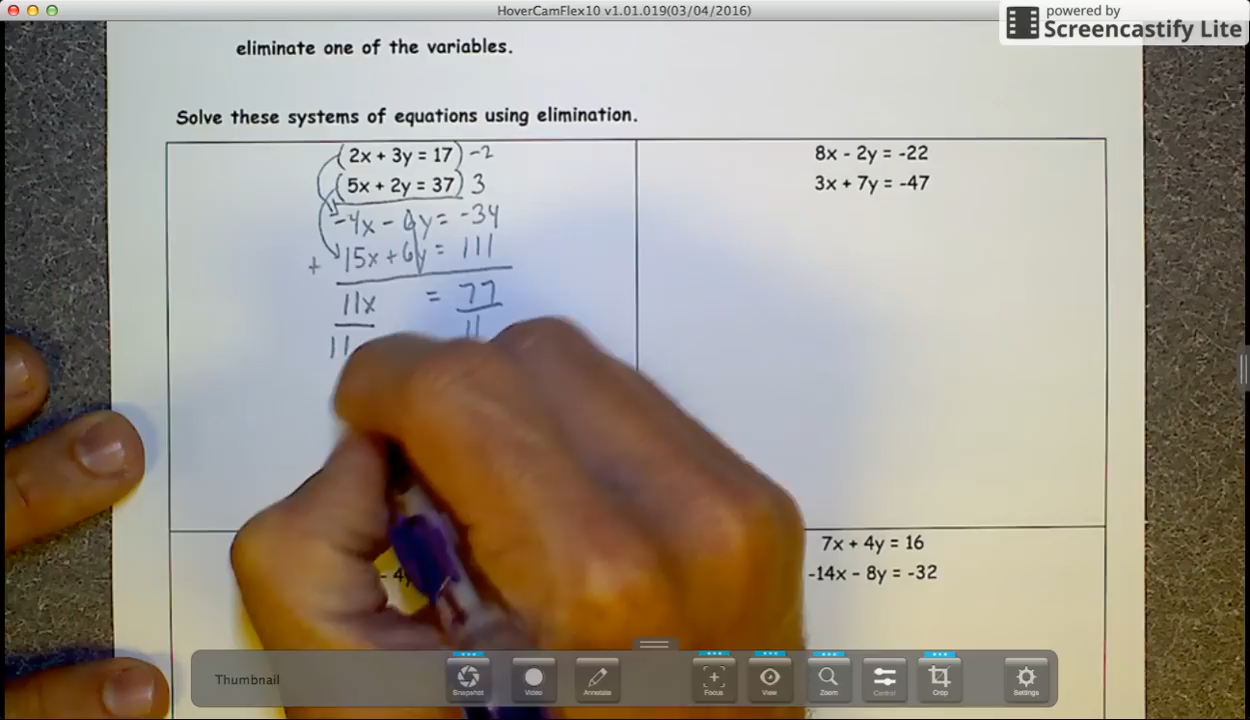 HoverCamFlex10 v1.01.019(03/04/2016)
powered by
Screencastify Lite
eliminate one of the variables.
Solve these systems of equations using elimination.
(2x + 3y = 17) -2
(5x + 2y = 37) 3
-4x - 6y = -34
+ 15x + 6y = 111
11x = 77
11 11
8x - 2y = -22
3x + 7y = -47
- 4y
7x + 4y = 16
-14x - 8y = -32
Thumbnail
Snapshot
Video
Annotate
Focus
View
Zoom
Control
Crop
Settings